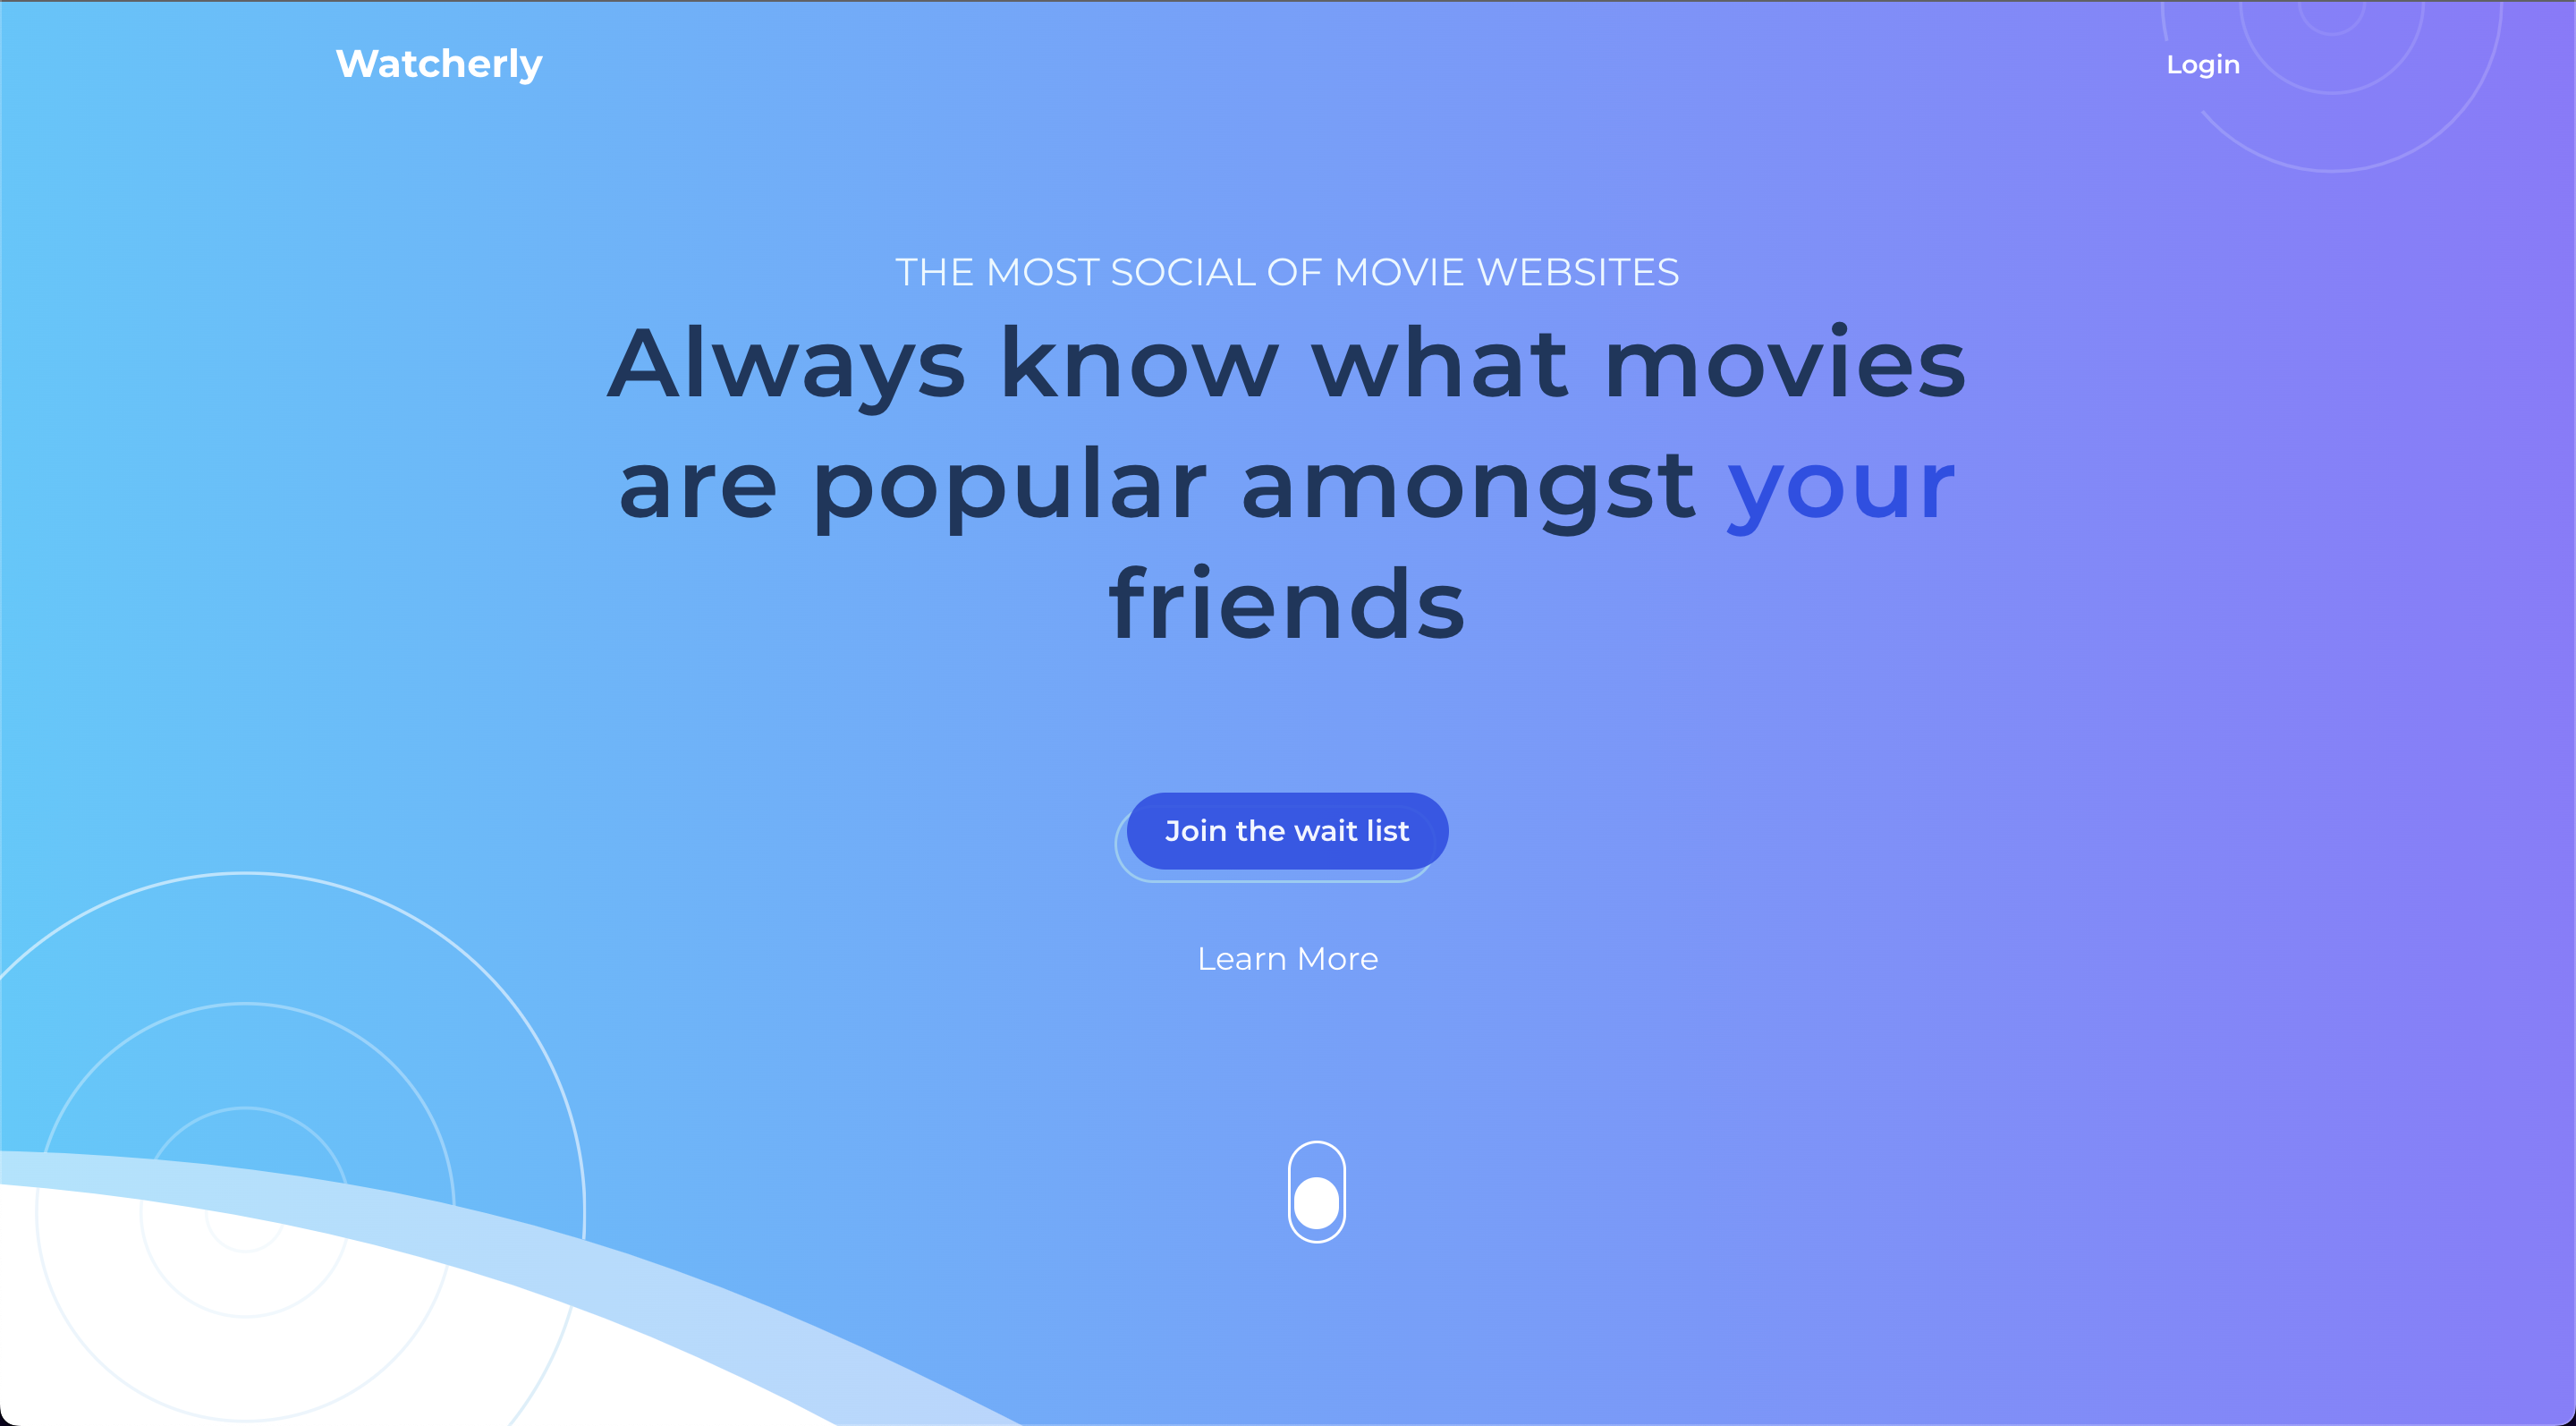 Watcherly
Login
THE MOST SOCIAL OF MOVIE WEBSITES
Always know what movies
are popular amongst your
friends
Join the wait list
Learn More